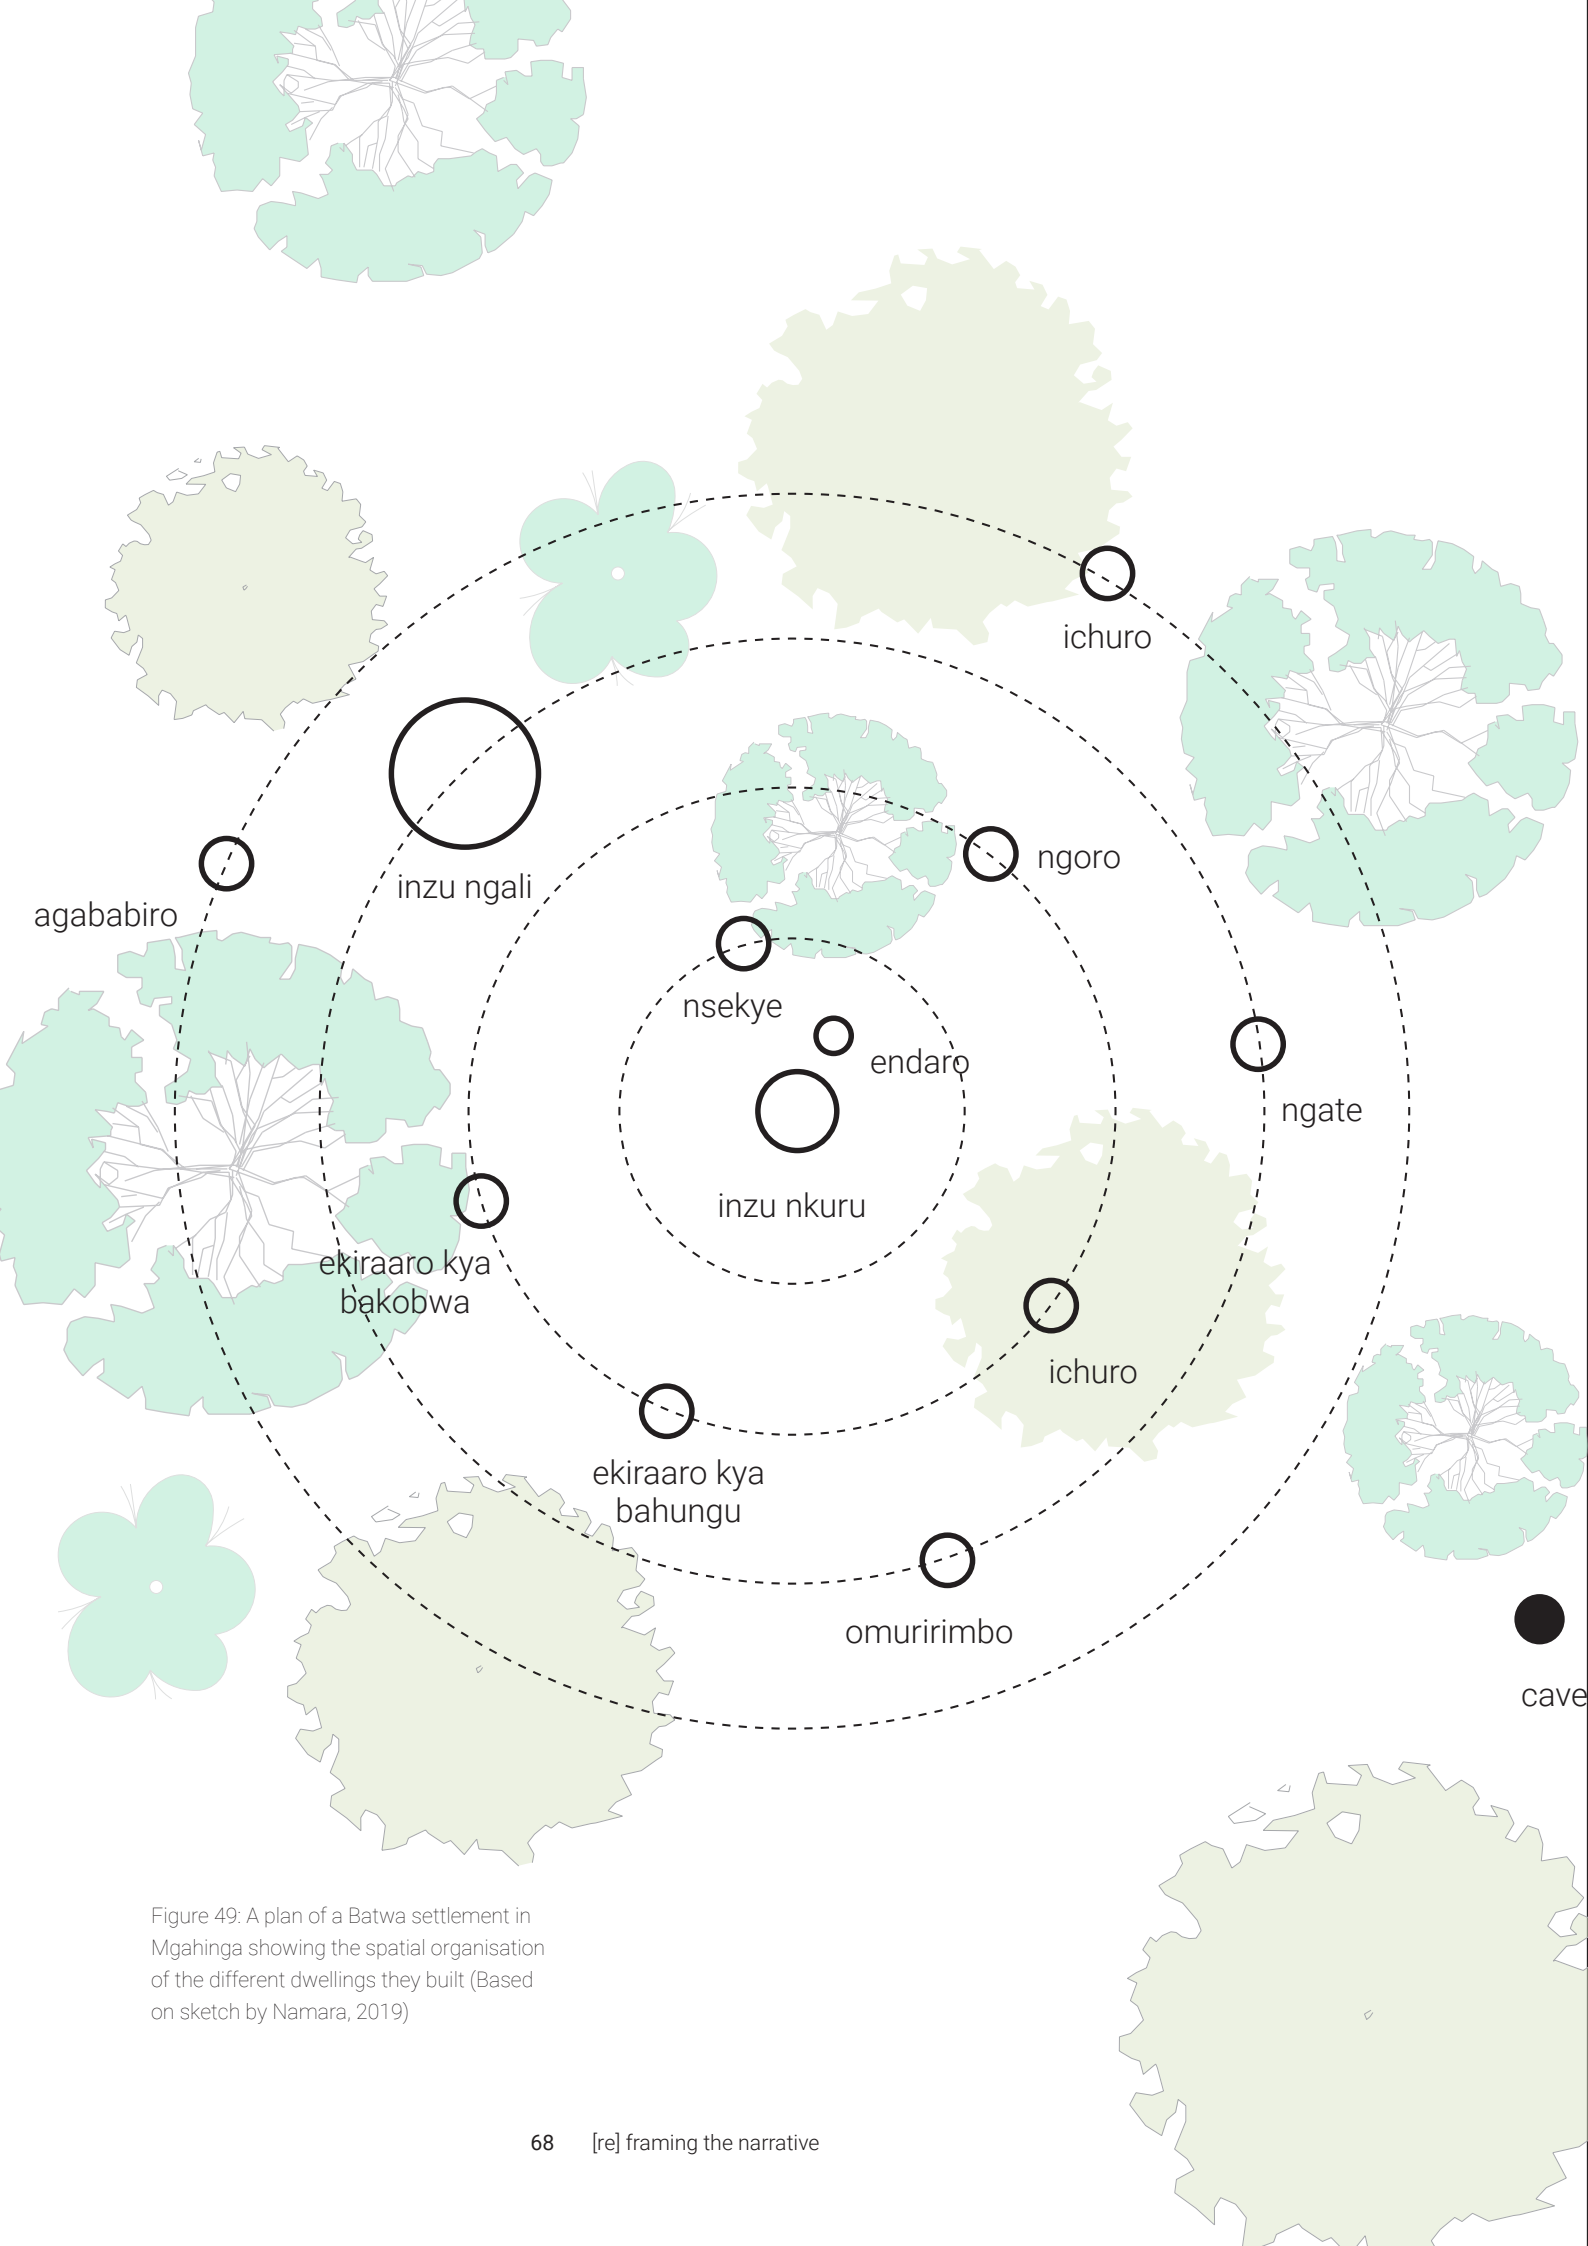 ichuro
ngoro
inzu ngali
agababiro
nsekye
endaro
ngate
inzu nkuru
ekiraaro kya
bakobwa
ichuro
ekiraaro kya
bahungu
omuririmbo
cave
Figure 49: A plan of a Batwa settlement in
Mgahinga showing the spatial organisation
of the different dwellings they built (Based
on sketch by Namara, 2019)
68 [re] framing the narrative